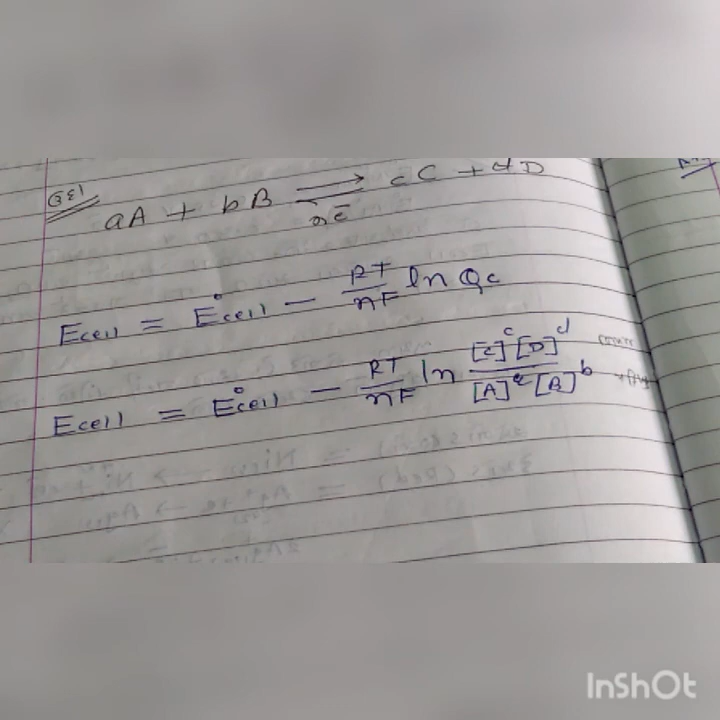 aA + bB ⇌ cC + dD
ne⁻
Ecell = E°cell − RT/nF ln Qc
Ecell = E°cell − RT/nF ln [C]^c [D]^d / [A]^a [B]^b
InShOt